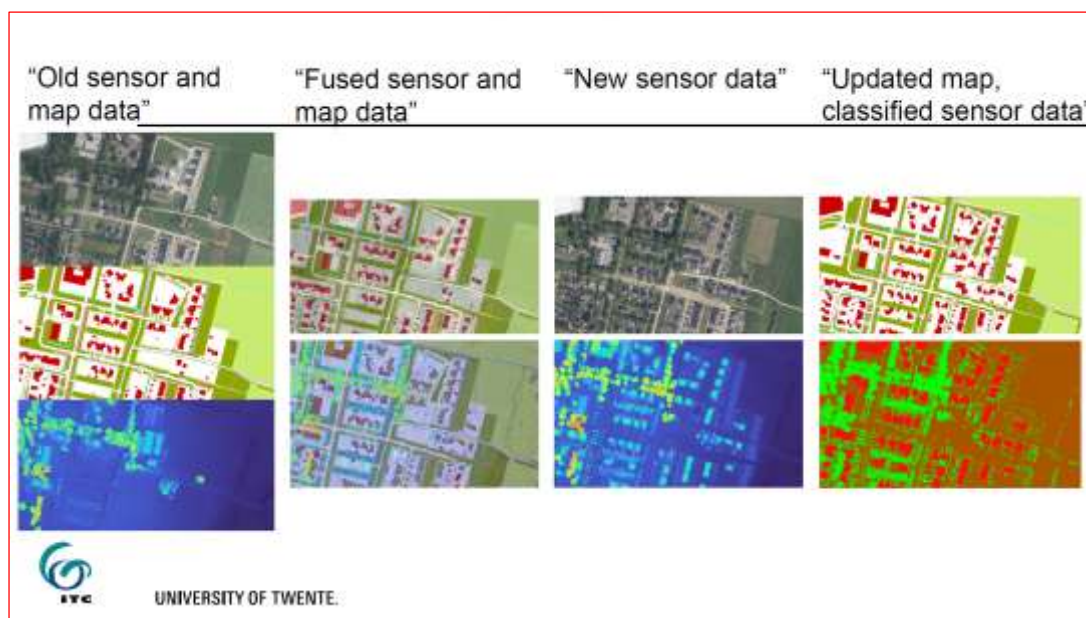 “Old sensor and
map data”
“Fused sensor and
map data”
“New sensor data”
“Updated map,
classified sensor data”
ITC
UNIVERSITY OF TWENTE.